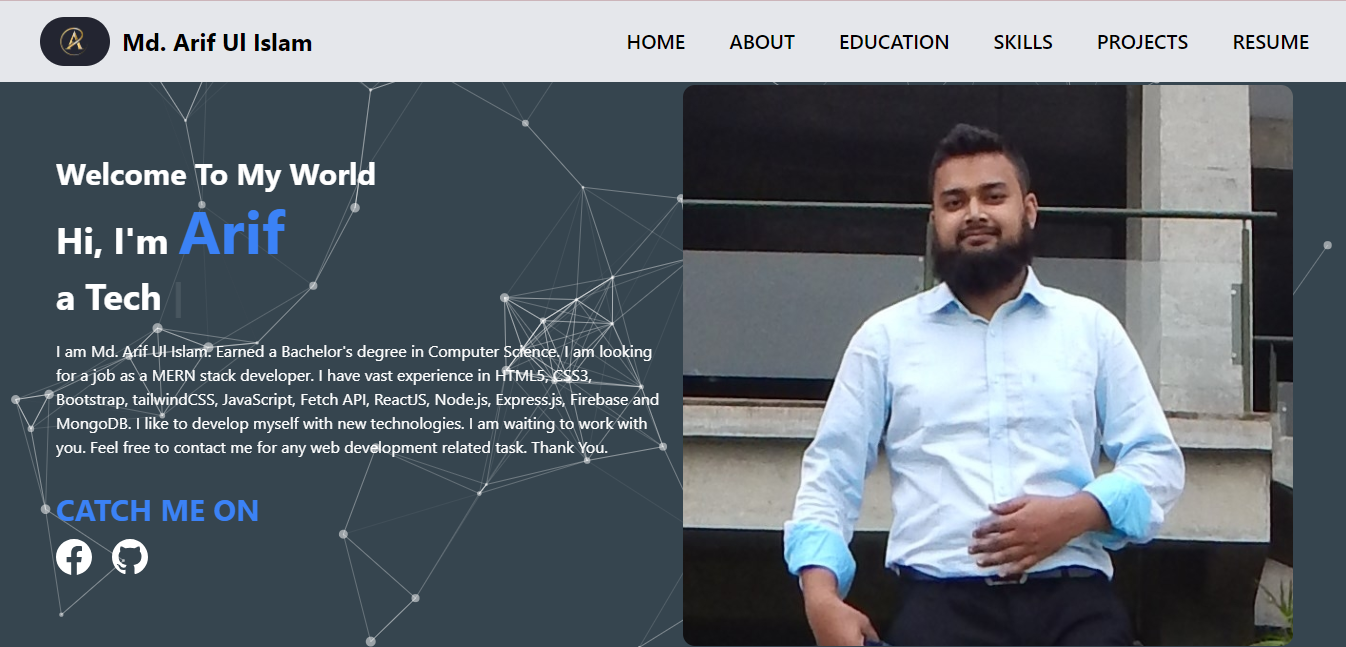 Md. Arif Ul Islam
HOME ABOUT EDUCATION SKILLS PROJECTS RESUME
Welcome To My World
Hi, I'm Arif
a Tech
I am Md. Arif Ul Islam. Earned a Bachelor's degree in Computer Science. I am looking
for a job as a MERN stack developer. I have vast experience in HTML5, CSS3,
Bootstrap, tailwindCSS, JavaScript, Fetch API, ReactJS, Node.js, Express.js, Firebase and
MongoDB. I like to develop myself with new technologies. I am waiting to work with
you. Feel free to contact me for any web development related task. Thank You.
CATCH ME ON